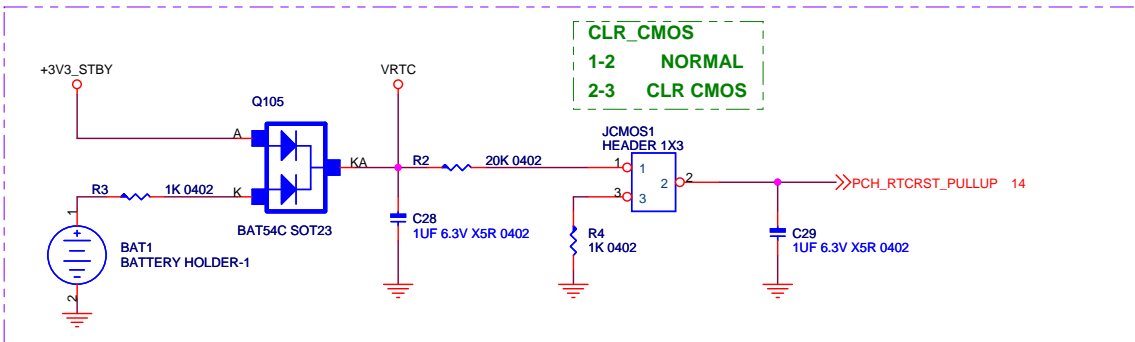 CLR_CMOS
1-2 NORMAL
2-3 CLR CMOS
+3V3_STBY
VRTC
Q105
A
K
KA
BAT54C SOT23
R3 1K 0402
1
BAT1
BATTERY HOLDER-1
2
R2 20K 0402
C28
1UF 6.3V X5R 0402
JCMOS1
HEADER 1X3
1 1
2 2
3 3
R4
1K 0402
PCH_RTCRST_PULLUP 14
C29
1UF 6.3V X5R 0402